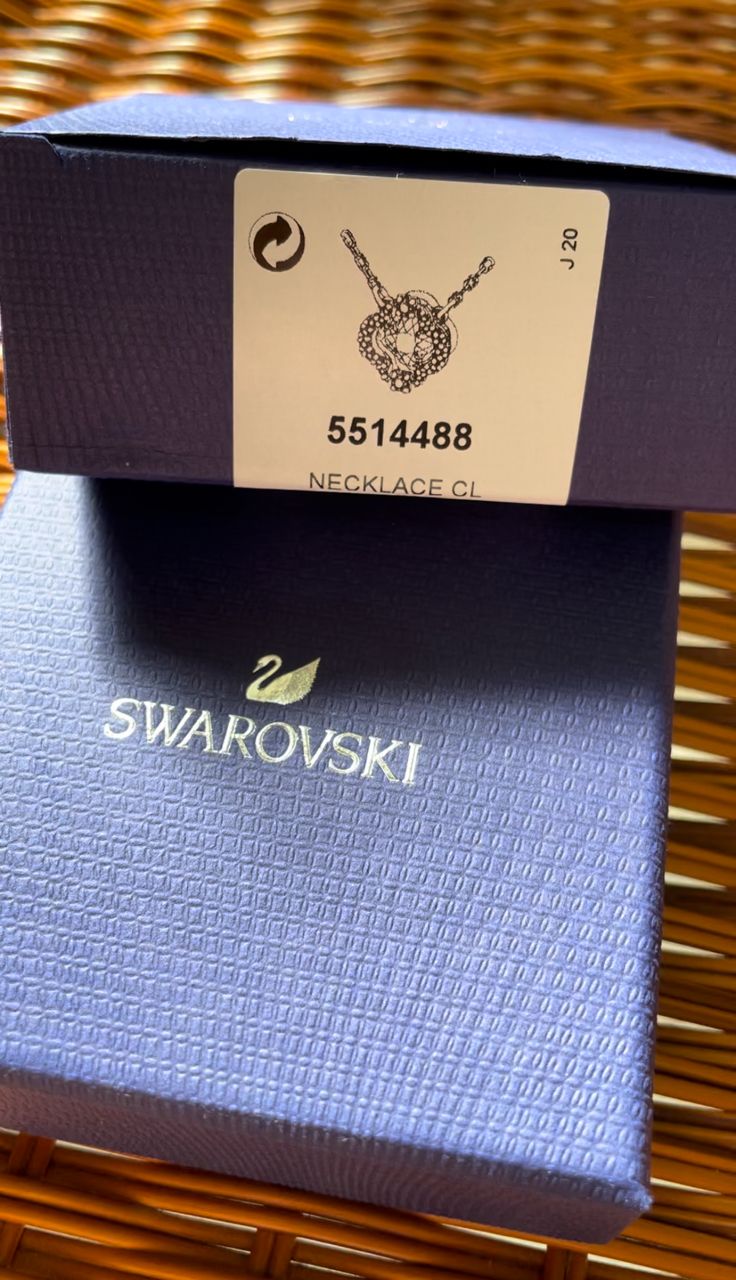 J 20
5514488
NECKLACE CL
SWAROVSKI